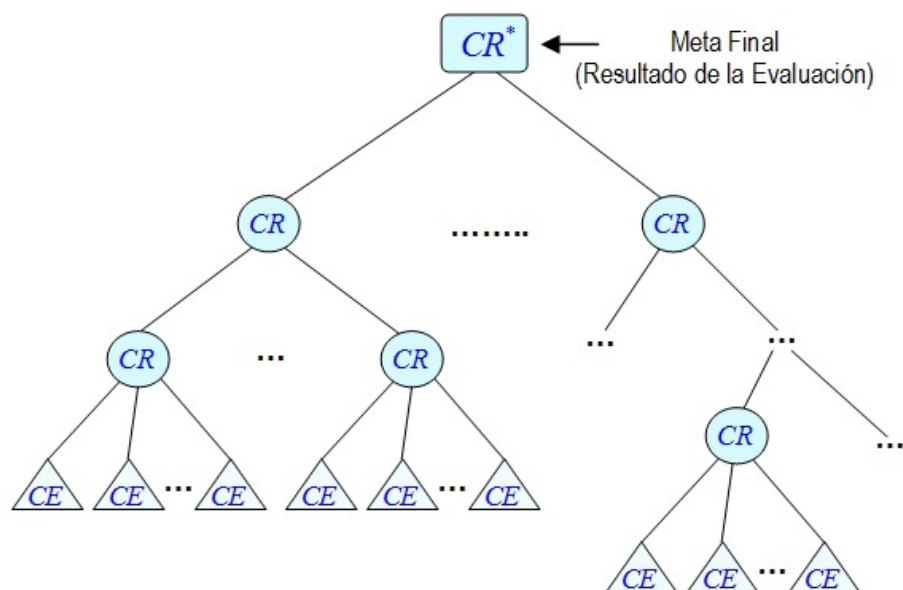 CR*
Meta Final
(Resultado de la Evaluación)
CR ........ CR
CR ... CR ... ...
CR ...
CE CE ... CE CE CE ... CE
CE CE ... CE